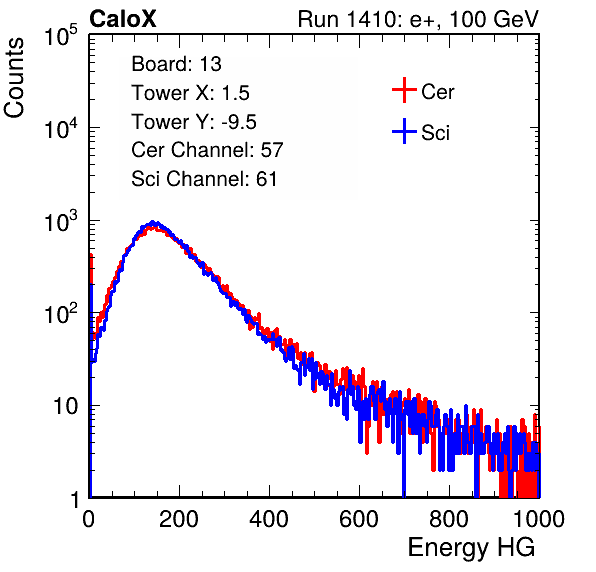 CaloX Run 1410: e+, 100 GeV
Counts
Board: 13
Tower X: 1.5
Tower Y: -9.5
Cer Channel: 57
Sci Channel: 61
Cer
Sci
10^5
10^4
10^3
10^2
10
1
0 200 400 600 800 1000
Energy HG